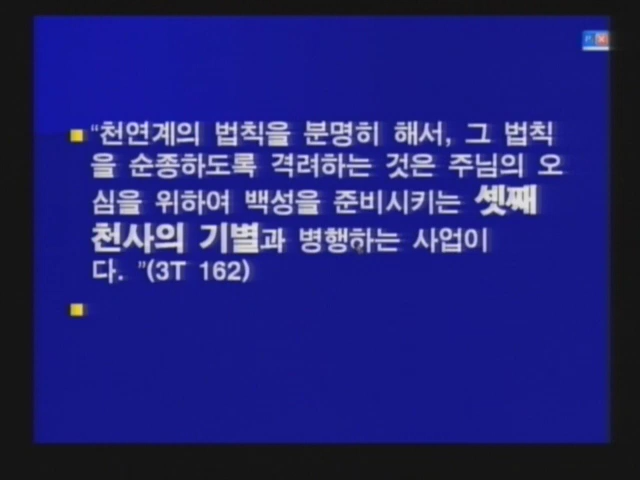 “천연계의 법칙을 분명히 해서, 그 법칙
을 순종하도록 격려하는 것은 주님의 오
심을 위하여 백성을 준비시키는 셋째
천사의 기별과 병행하는 사업이
다. ”(3T 162)